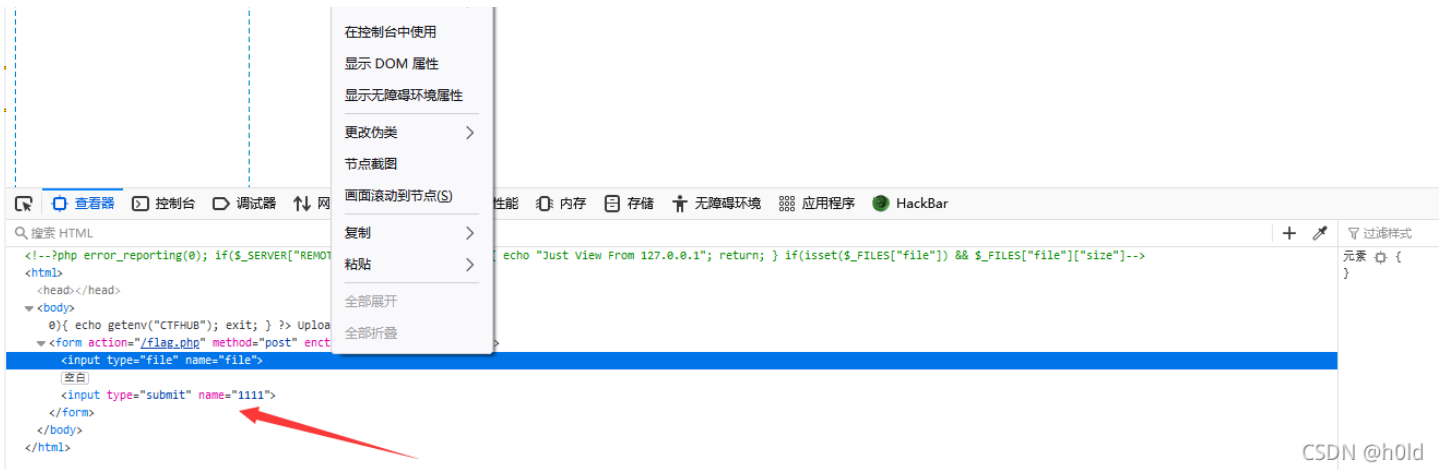 在控制台中使用
显示 DOM 属性
显示无障碍环境属性
更改伪类
节点截图
画面滚动到节点(S)
复制
粘贴
全部展开
全部折叠
查看器 控制台 调试器 网 性能 内存 存储 无障碍环境 应用程序 HackBar
搜索 HTML 过滤样式
<!--?php error_reporting(0); if($_SERVER["REMOT { echo "Just View From 127.0.0.1"; return; } if(isset($_FILES["file"]) && $_FILES["file"]["size"]-->
元素 {
}
<html>
<head></head>
<body>
0){ echo getenv("CTFHUB"); exit; } ?> Uploa
<form action="/flag.php" method="post" enct >
<input type="file" name="file">
空白
<input type="submit" name="1111">
</form>
</body>
</html>
CSDN @h0ld